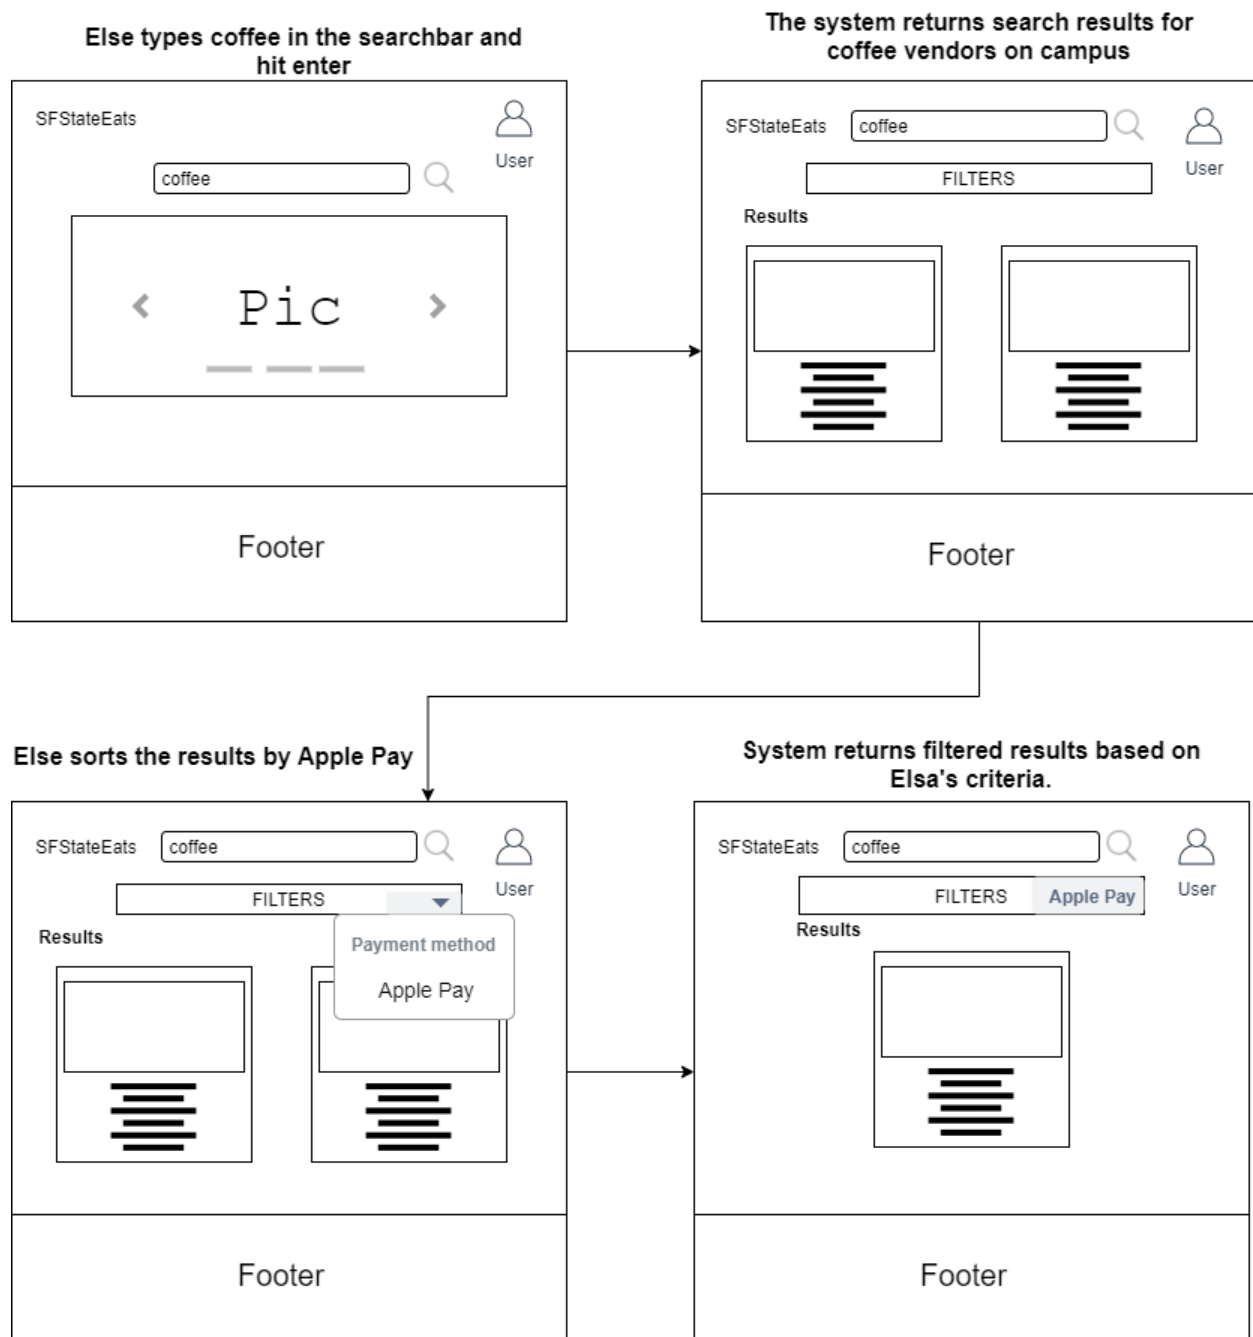 Else types coffee in the searchbar and
hit enter
SFStateEats
User
coffee
Pic
Footer
The system returns search results for
coffee vendors on campus
SFStateEats
coffee
User
FILTERS
Results
Footer
Else sorts the results by Apple Pay
SFStateEats
coffee
User
FILTERS
Results
Payment method
Apple Pay
Footer
System returns filtered results based on
Elsa's criteria.
SFStateEats
coffee
User
FILTERS
Apple Pay
Results
Footer